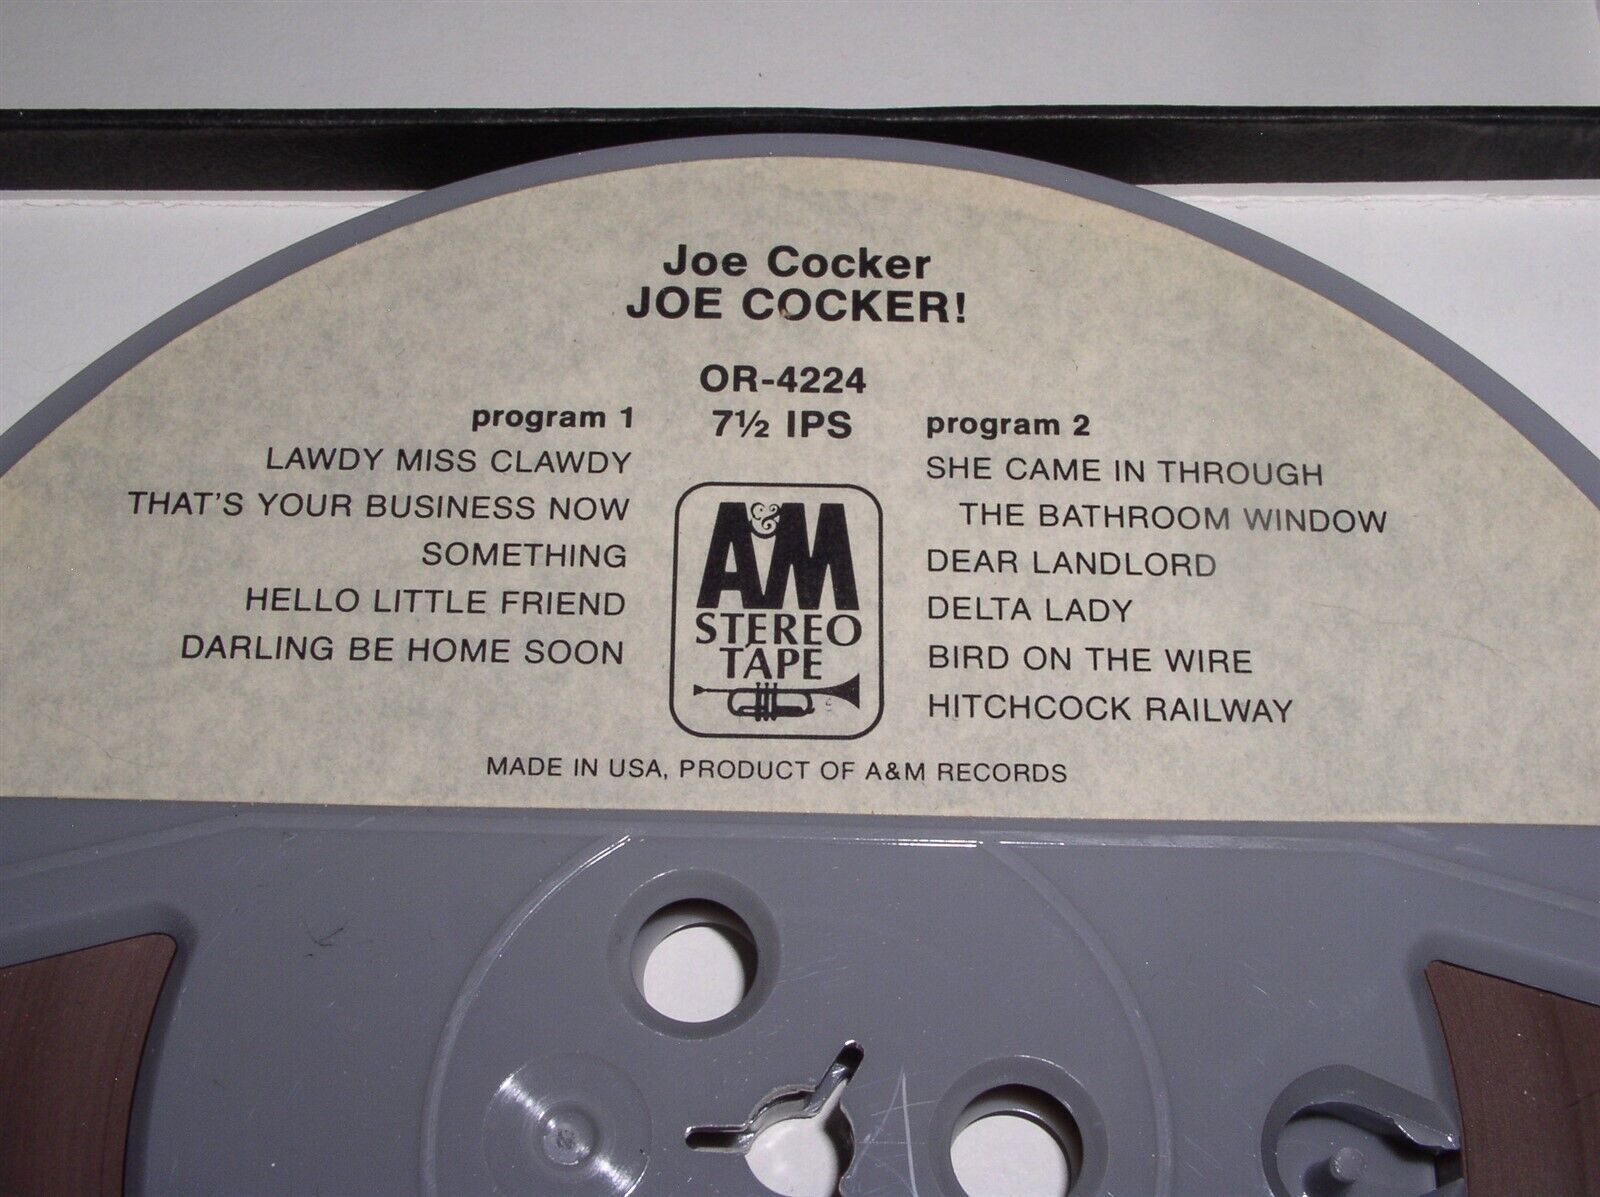 Joe Cocker
JOE COCKER!
OR-4224
7½ IPS
program 1
LAWDY MISS CLAWDY
THAT'S YOUR BUSINESS NOW
SOMETHING
HELLO LITTLE FRIEND
DARLING BE HOME SOON
program 2
SHE CAME IN THROUGH
THE BATHROOM WINDOW
DEAR LANDLORD
DELTA LADY
BIRD ON THE WIRE
HITCHCOCK RAILWAY
A&M
STEREO
TAPE
MADE IN USA, PRODUCT OF A&M RECORDS